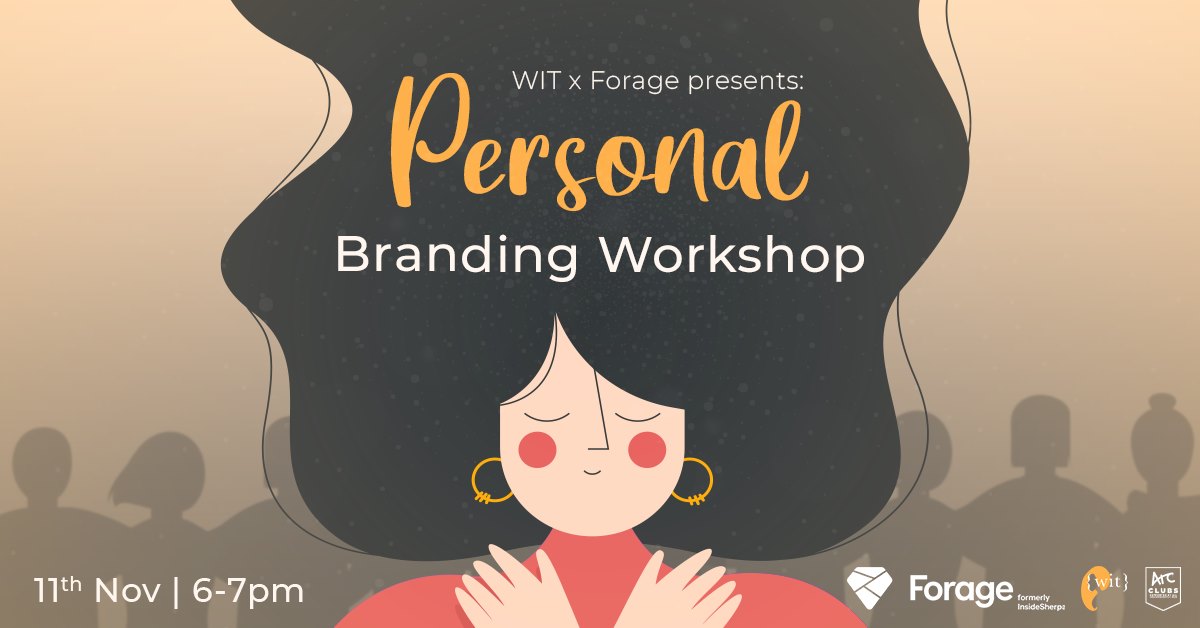 WIT x Forage presents:
Personal
Branding Workshop
11th Nov | 6-7pm
Forage
formerly
InsideSherpa
{wit}
Arc
CLUBS